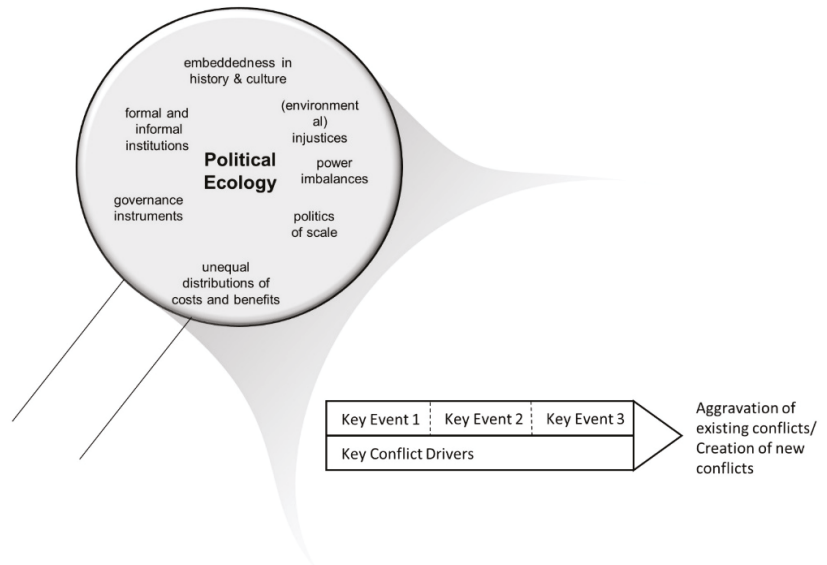 embeddedness in
history & culture
(environment
al)
injustices
formal and
informal
institutions
Political
Ecology
power
imbalances
governance
instruments
politics
of scale
unequal
distributions of
costs and benefits
Key Event 1
Key Event 2
Key Event 3
Key Conflict Drivers
Aggravation of
existing conflicts/
Creation of new
conflicts